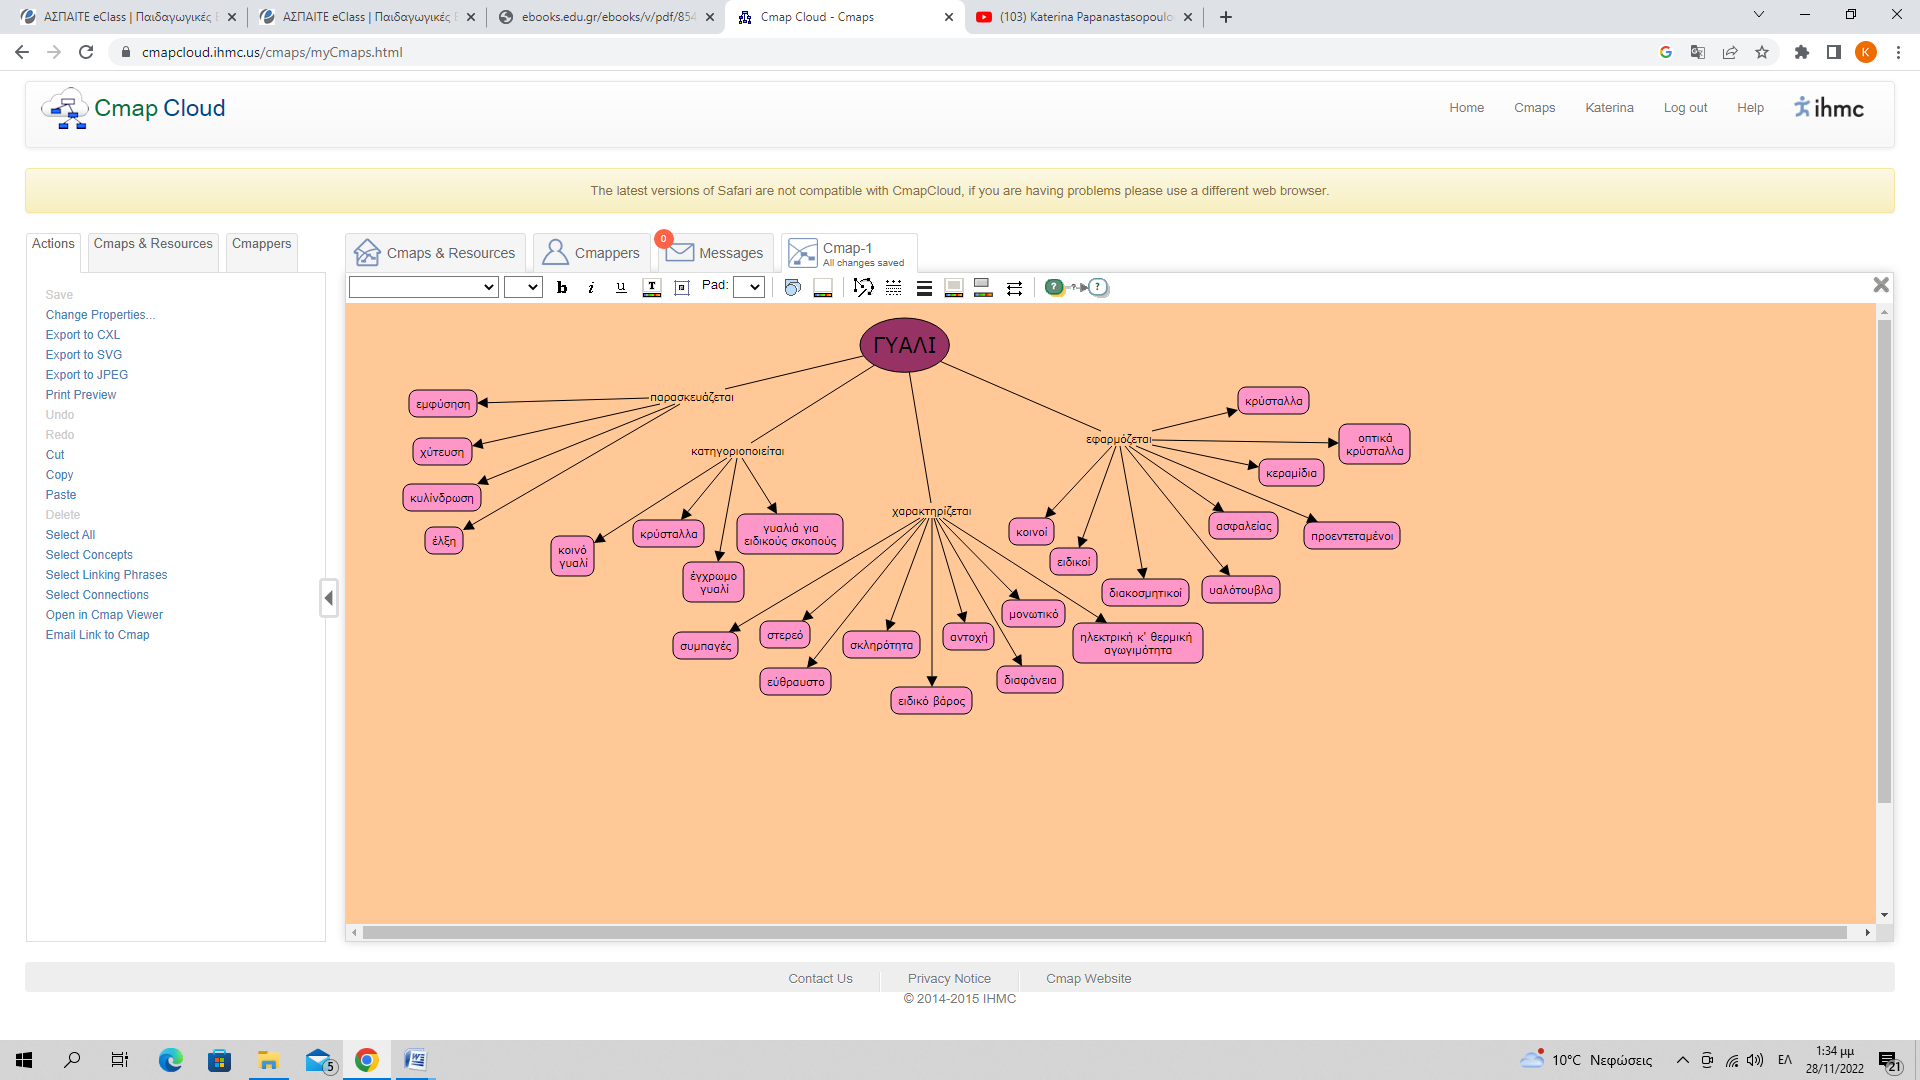 ΑΣΠΑΙΤΕ eClass | Παιδαγωγικές Ε
ΑΣΠΑΙΤΕ eClass | Παιδαγωγικές Ε
ebooks.edu.gr/ebooks/v/pdf/854
Cmap Cloud - Cmaps
(103) Katerina Papanastasopoulo
cmapcloud.ihmc.us/cmaps/myCmaps.html
K
Cmap Cloud
Home
Cmaps
Katerina
Log out
Help
ihmc
The latest versions of Safari are not compatible with CmapCloud, if you are having problems please use a different web browser.
Actions
Cmaps & Resources
Cmappers
Cmaps & Resources
Cmappers
0
Messages
Cmap-1
All changes saved
b i u T
Pad:
Save
Change Properties...
Export to CXL
Export to SVG
Export to JPEG
Print Preview
Undo
Redo
Cut
Copy
Paste
Delete
Select All
Select Concepts
Select Linking Phrases
Select Connections
Open in Cmap Viewer
Email Link to Cmap
ΓΥΑΛΙ
παρασκευάζεται
εμφύσηση
χύτευση
κυλίνδρωση
έλξη
κατηγοριοποιείται
κοινό
γυαλί
κρύσταλλα
έγχρωμο
γυαλί
γυαλιά για
ειδικούς σκοπούς
χαρακτηρίζεται
συμπαγές
στερεό
εύθραυστο
σκληρότητα
ειδικό βάρος
αντοχή
διαφάνεια
μονωτικό
ηλεκτρική κ' θερμική
αγωγιμότητα
εφαρμόζεται
κοινοί
ειδικοί
διακοσμητικοί
υαλότουβλα
ασφαλείας
προεντεταμένοι
κεραμίδια
οπτικά
κρύσταλλα
κρύσταλλα
Contact Us
Privacy Notice
Cmap Website
© 2014-2015 IHMC
5
10°C Νεφώσεις
ΕΛ
1:34 μμ
28/11/2022
21